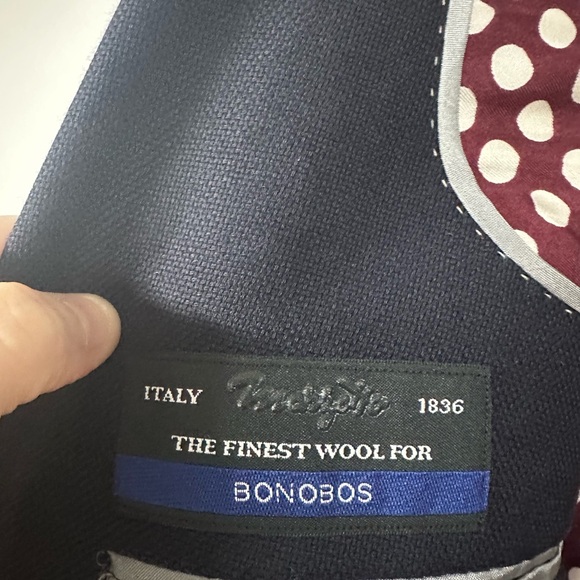 ITALY 1836
THE FINEST WOOL FOR
BONOBOS